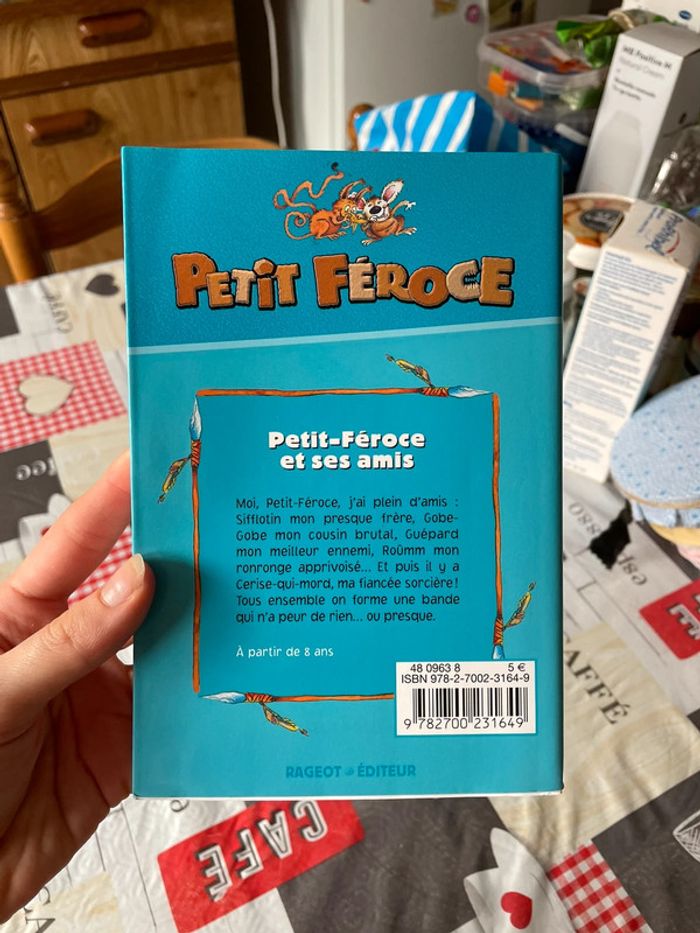 PETIT FÉROCE
Petit-Féroce
et ses amis
Moi, Petit-Féroce, j'ai plein d'amis :
Sifflotin mon presque frère, Gobe-
Gobe mon cousin brutal, Guépard
mon meilleur ennemi, Roûmm mon
ronronge apprivoisé... Et puis il y a
Cerise-qui-mord, ma fiancée sorcière !
Tous ensemble on forme une bande
qui n'a peur de rien... ou presque.
À partir de 8 ans
48 0963 8 5 €
ISBN 978-2-7002-3164-9
9 782700 231649
RAGEOT ÉDITEUR
CAFÉ
CAFFÉ
Natural Cream